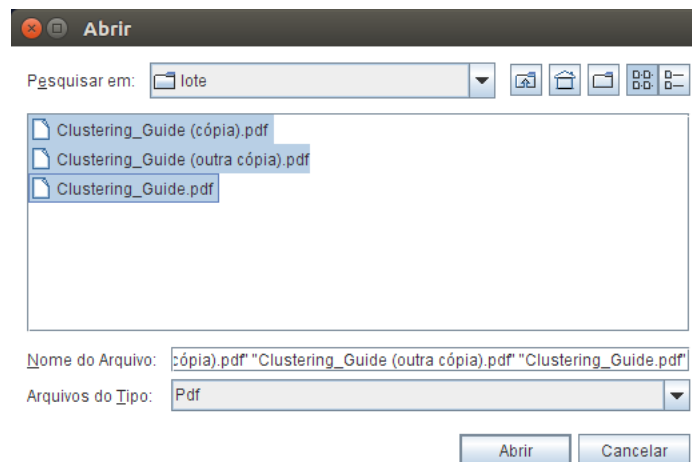 Abrir
Pesquisar em: lote
Clustering_Guide (cópia).pdf
Clustering_Guide (outra cópia).pdf
Clustering_Guide.pdf
Nome do Arquivo: cópia).pdf" "Clustering_Guide (outra cópia).pdf" "Clustering_Guide.pdf"
Arquivos do Tipo: Pdf
Abrir Cancelar